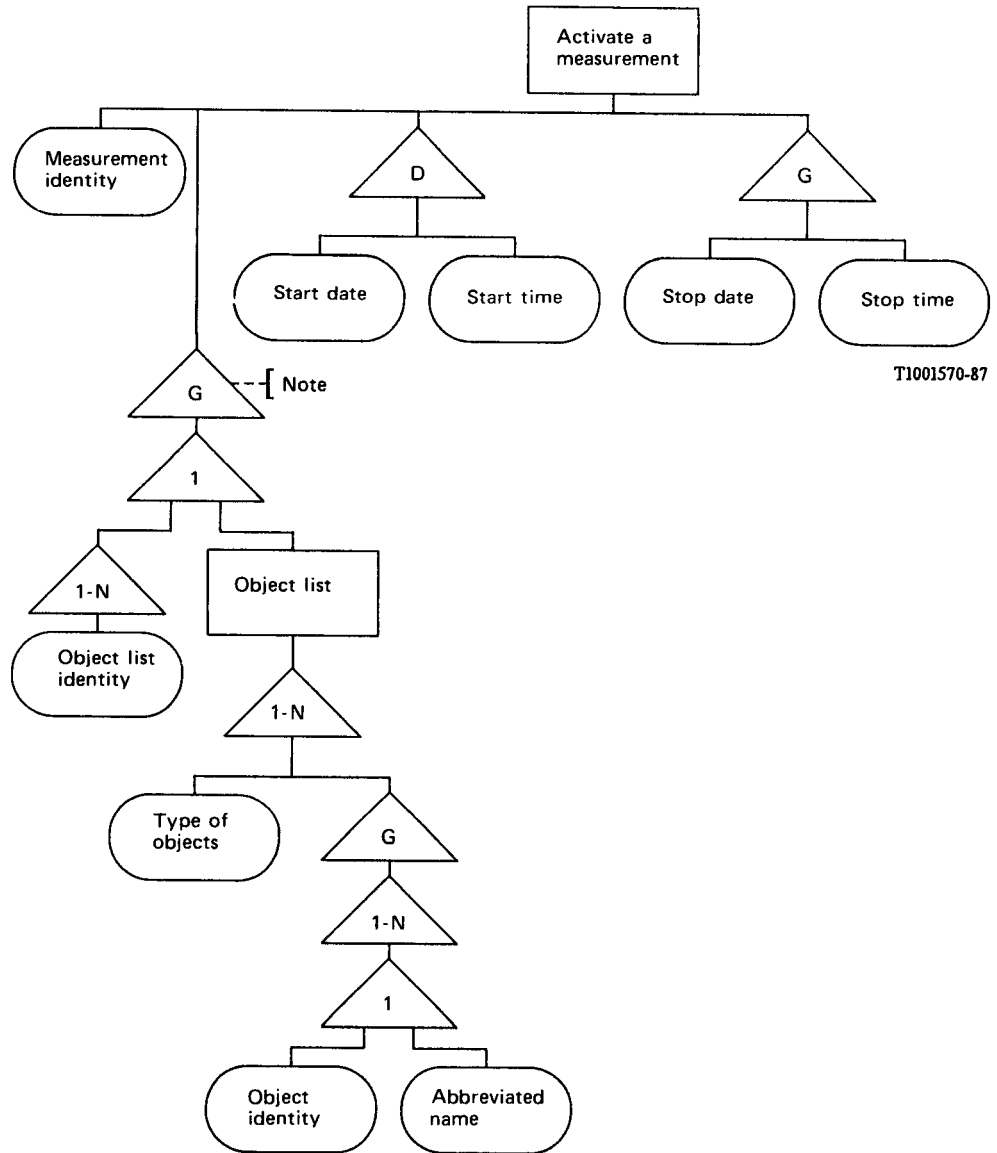 Activate a
measurement
Measurement
identity
D
G
Start date
Start time
Stop date
Stop time
T1001570-87
G
Note
1
1-N
Object list
Object list
identity
1-N
Type of
objects
G
1-N
1
Object
identity
Abbreviated
name